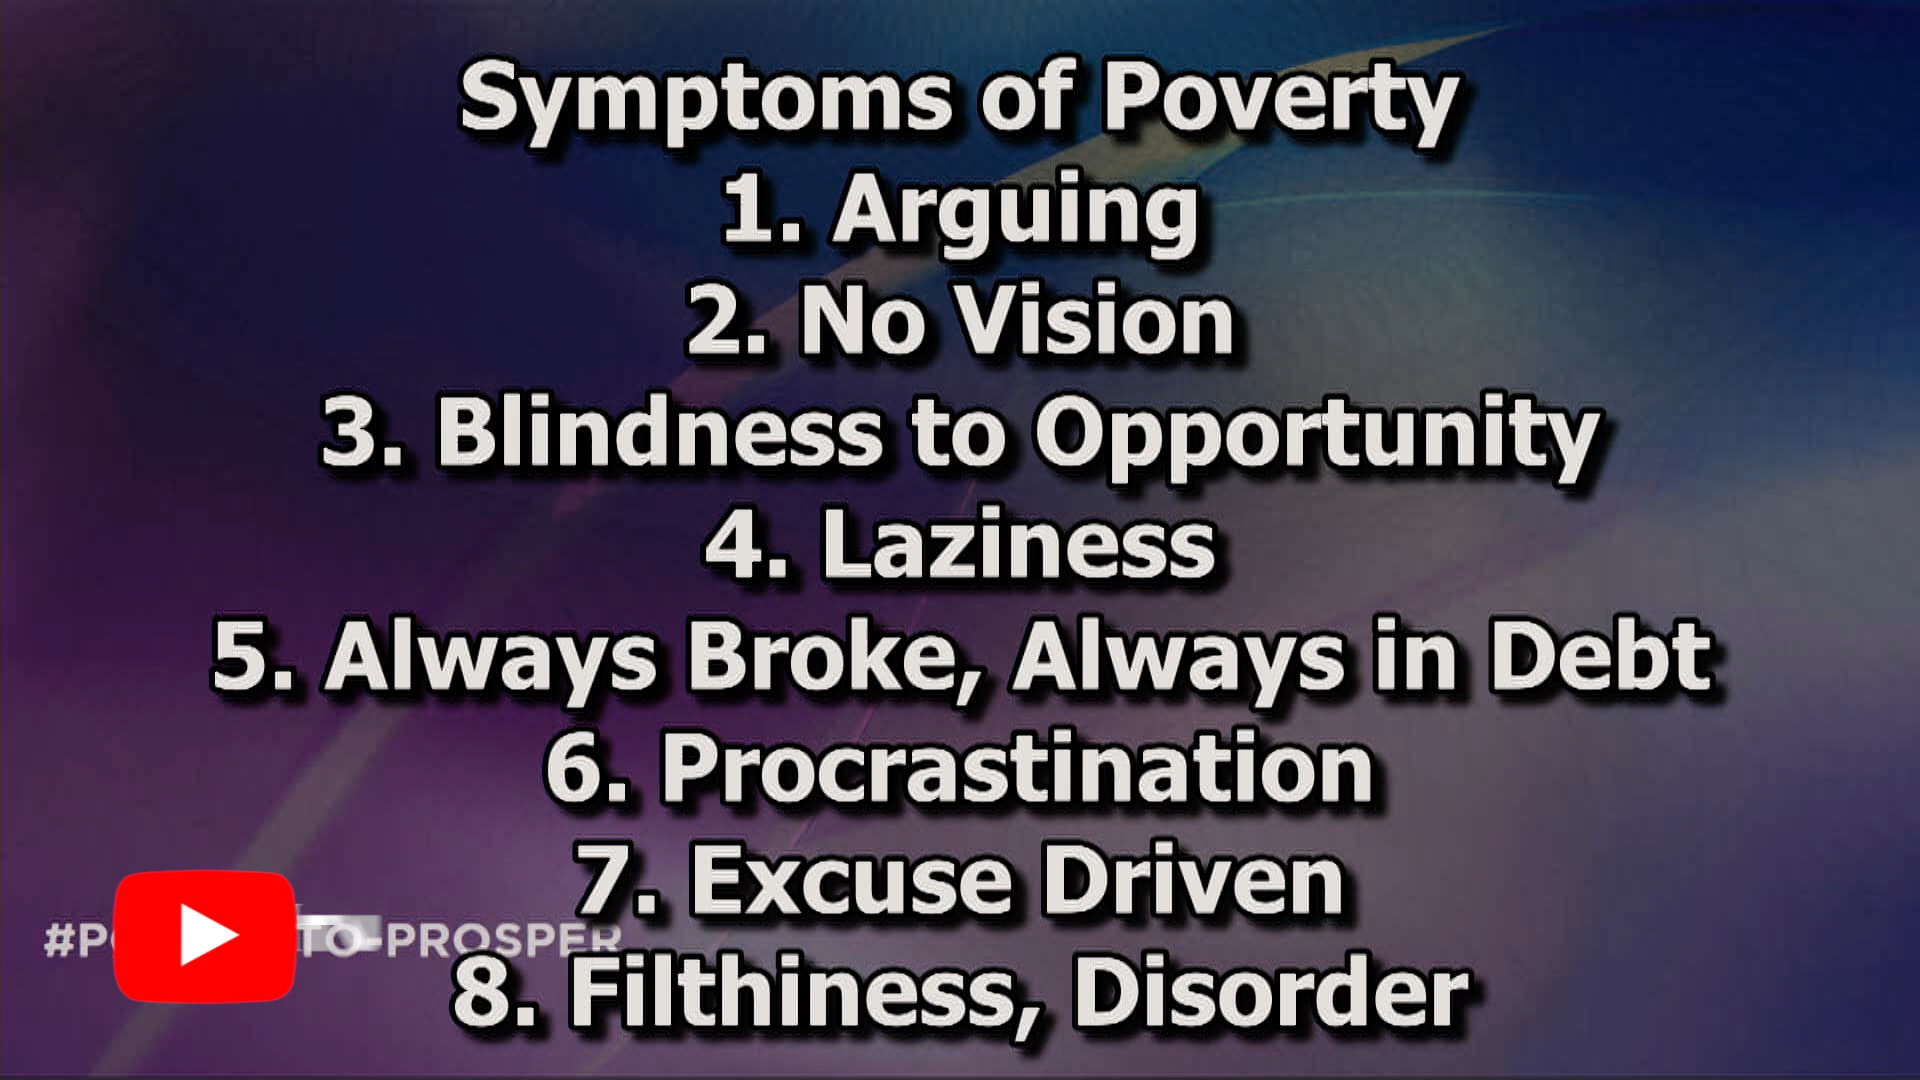 Symptoms of Poverty
1. Arguing
2. No Vision
3. Blindness to Opportunity
4. Laziness
5. Always Broke, Always in Debt
6. Procrastination
7. Excuse Driven
-PROSPER
8. Filthiness, Disorder